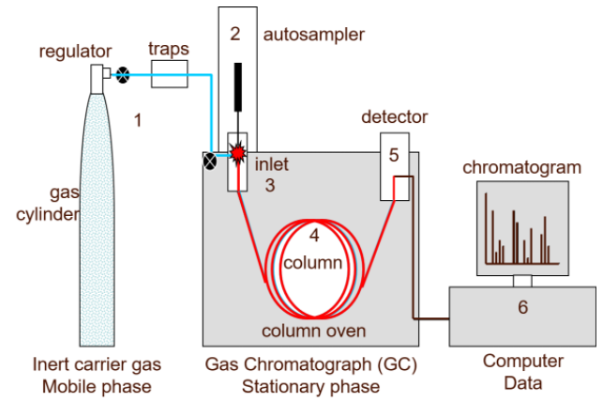 regulator
traps
1
gas
cylinder
Inert carrier gas
Mobile phase
2
autosampler
inlet
3
4
column
column oven
detector
5
Gas Chromatograph (GC)
Stationary phase
chromatogram
6
Computer
Data